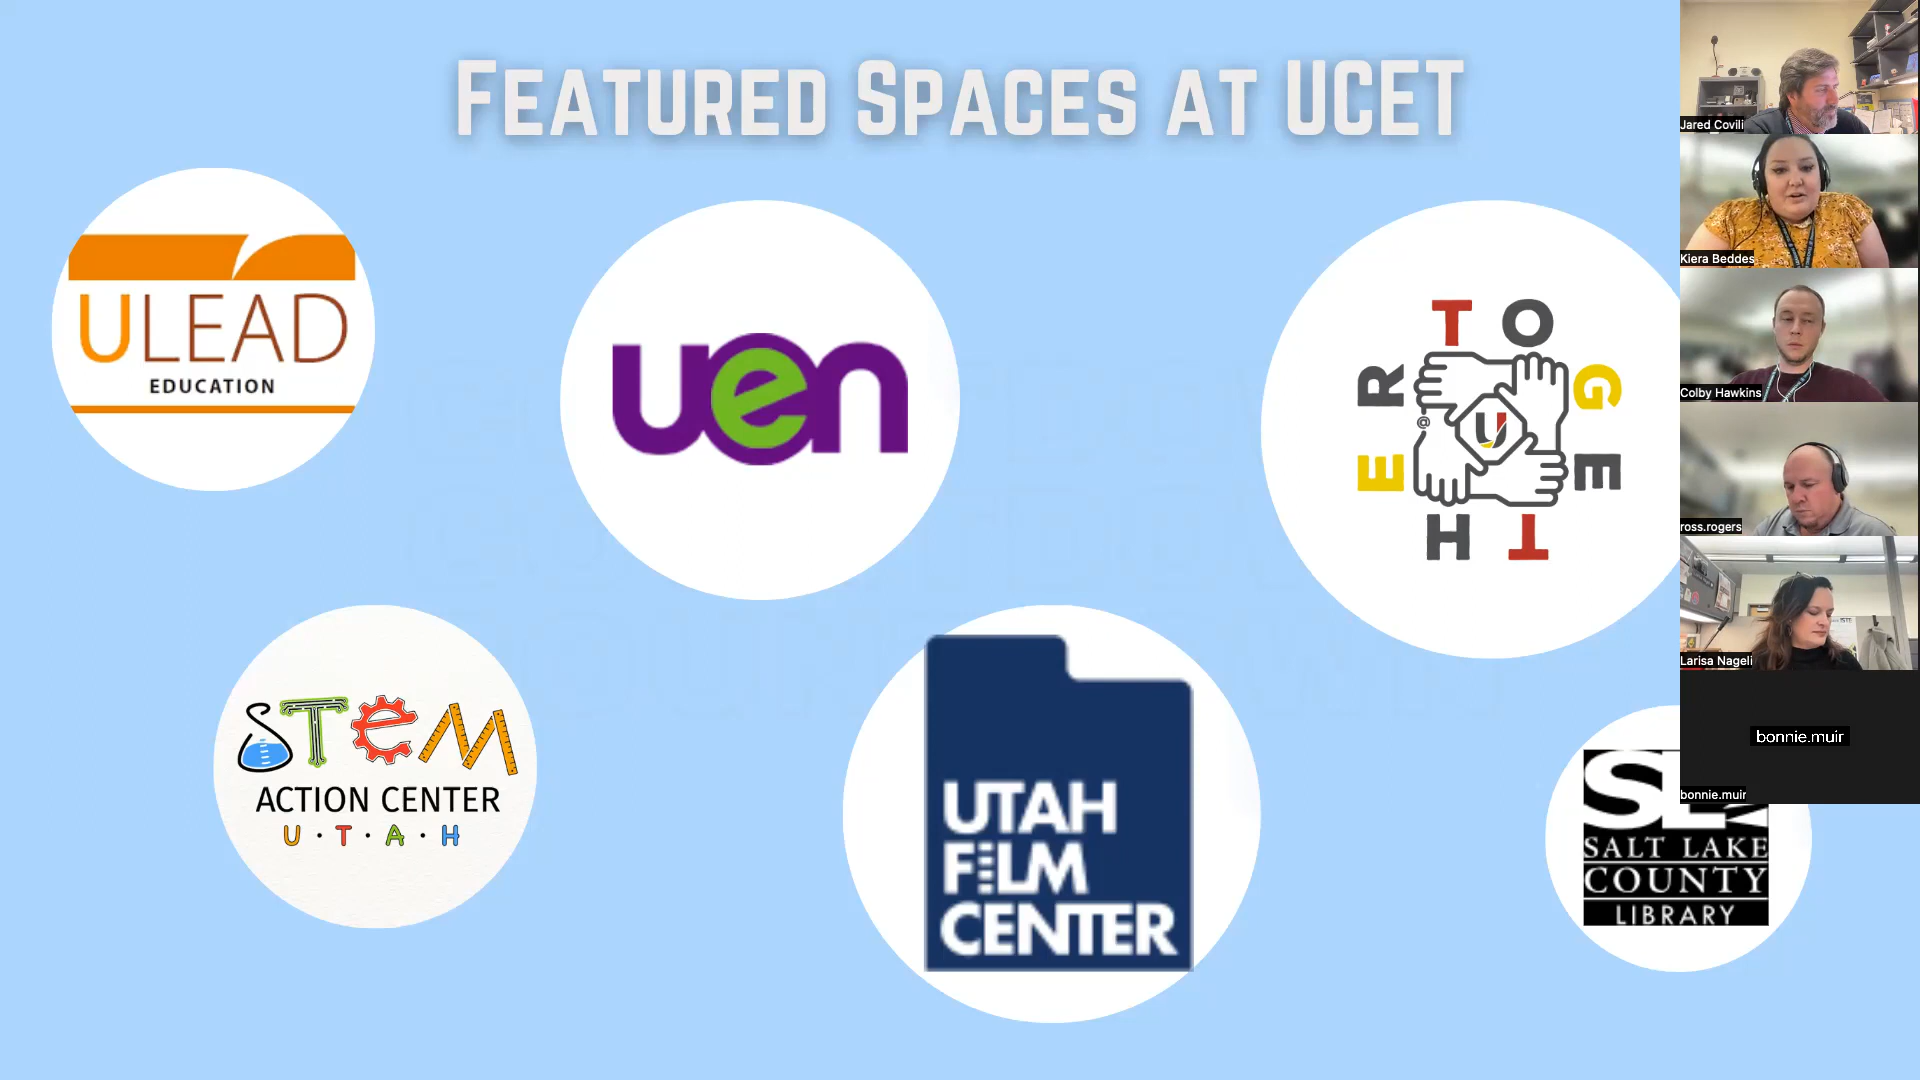 FEATURED SPACES AT UCET
ULEAD
EDUCATION
uen
TOGETHER
@
U
STEM
ACTION CENTER
U·T·A·H
UTAH
FILM
CENTER
SALT LAKE
COUNTY
LIBRARY
Jared Covili
Kiera Beddes
Colby Hawkins
ross.rogers
Larisa Nageli
bonnie.muir
bonnie.muir